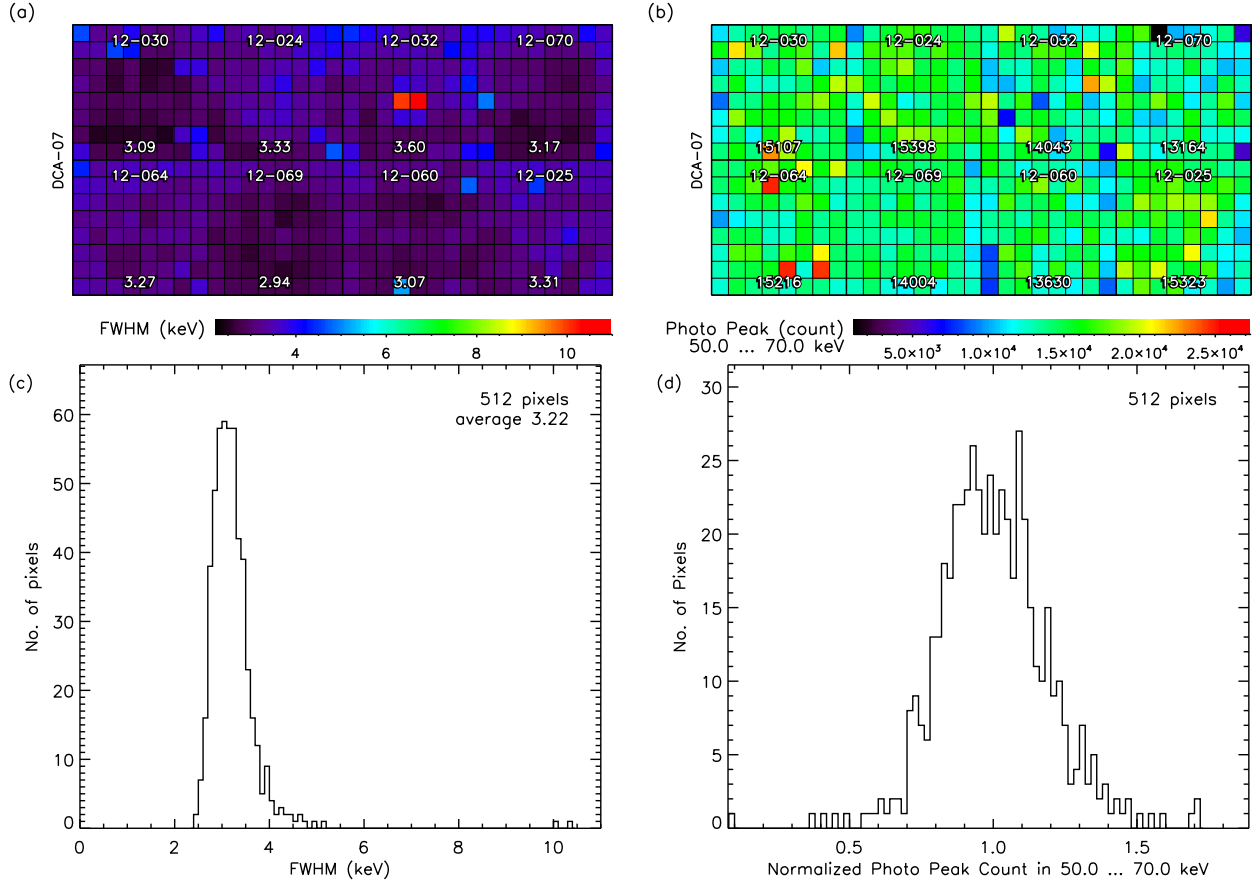 (a)
12-030 12-024 12-032 12-070
3.09 3.33 3.60 3.17
DCA-07
12-064 12-069 12-060 12-025
3.27 2.94 3.07 3.31
FWHM (keV)
4 6 8 10
(b)
12-030 12-024 12-032 12-070
15107 15398 14043 13164
DCA-07
12-064 12-069 12-060 12-025
15216 14004 13630 15323
Photo Peak (count)
50.0 ... 70.0 keV
5.0×10³ 1.0×10⁴ 1.5×10⁴ 2.0×10⁴ 2.5×10⁴
(c)
512 pixels
average 3.22
No. of pixels
60
50
40
30
20
10
0
0 2 4 6 8 10
FWHM (keV)
(d)
512 pixels
No. of Pixels
30
25
20
15
10
5
0
0.5 1.0 1.5
Normalized Photo Peak Count in 50.0 ... 70.0 keV